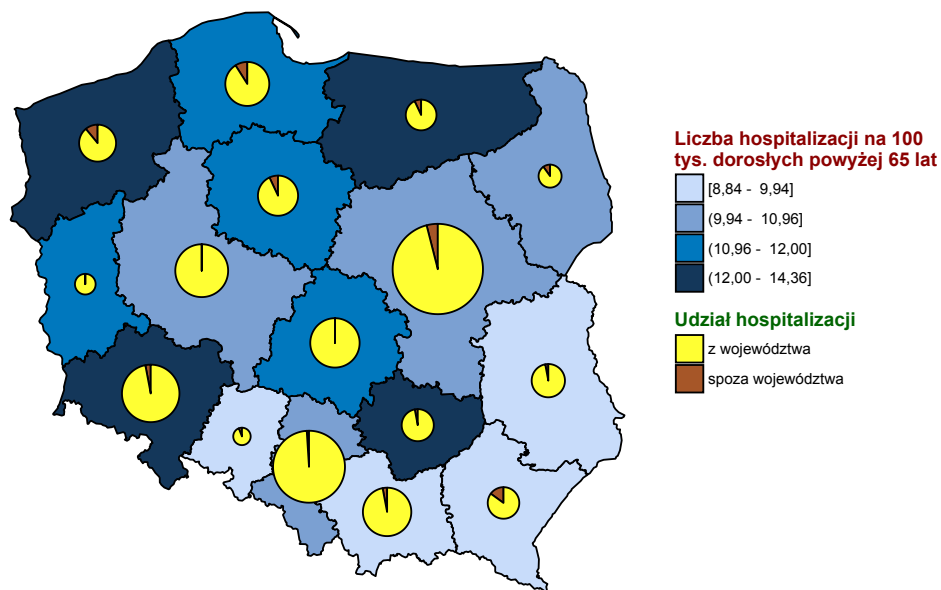 Liczba hospitalizacji na 100
tys. dorosłych powyżej 65 lat
[8,84 - 9,94]
(9,94 - 10,96]
(10,96 - 12,00]
(12,00 - 14,36]
Udział hospitalizacji
z województwa
spoza województwa